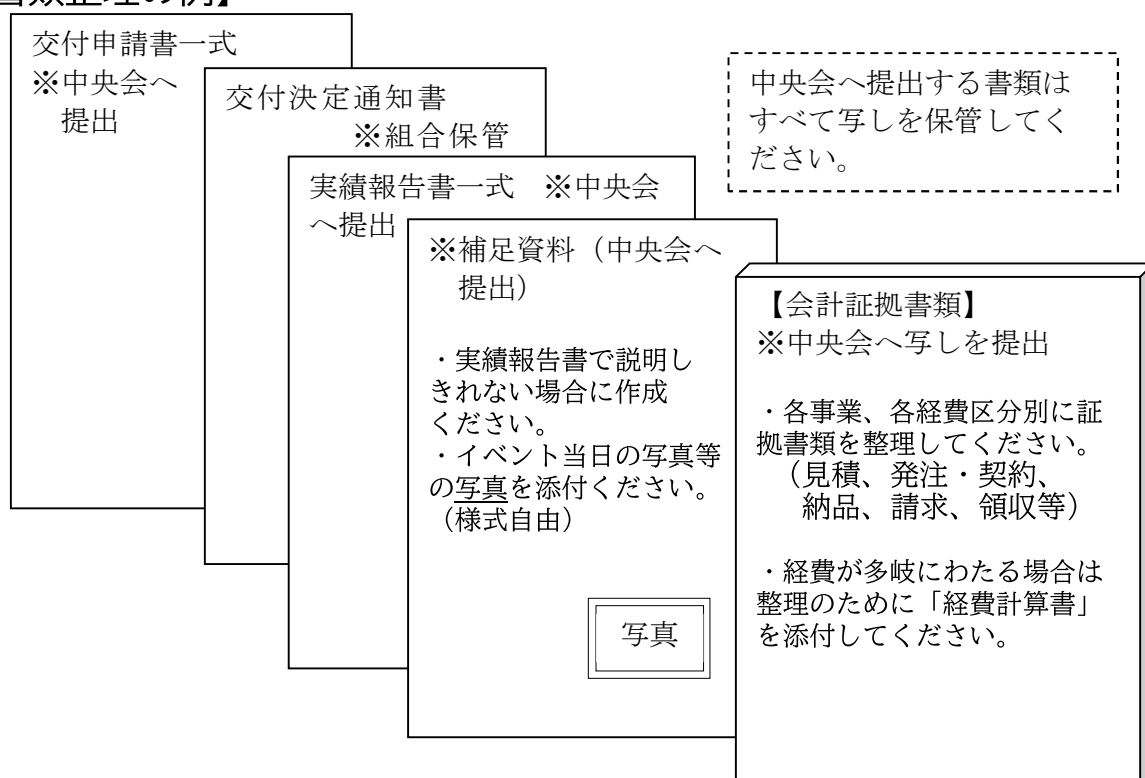 書類整理の例】
交付申請書一式
※中央会へ
提出
交付決定通知書
※組合保管
実績報告書一式　※中央会
へ提出
※補足資料（中央会へ
提出）
・実績報告書で説明し
きれない場合に作成
ください。
・イベント当日の写真等
の写真を添付ください。
（様式自由）
写真
中央会へ提出する書類は
すべて写しを保管してく
ださい。
【会計証拠書類】
※中央会へ写しを提出
・各事業、各経費区分別に証
拠書類を整理してください。
（見積、発注・契約、
納品、請求、領収等）
・経費が多岐にわたる場合は
整理のために「経費計算書」
を添付してください。